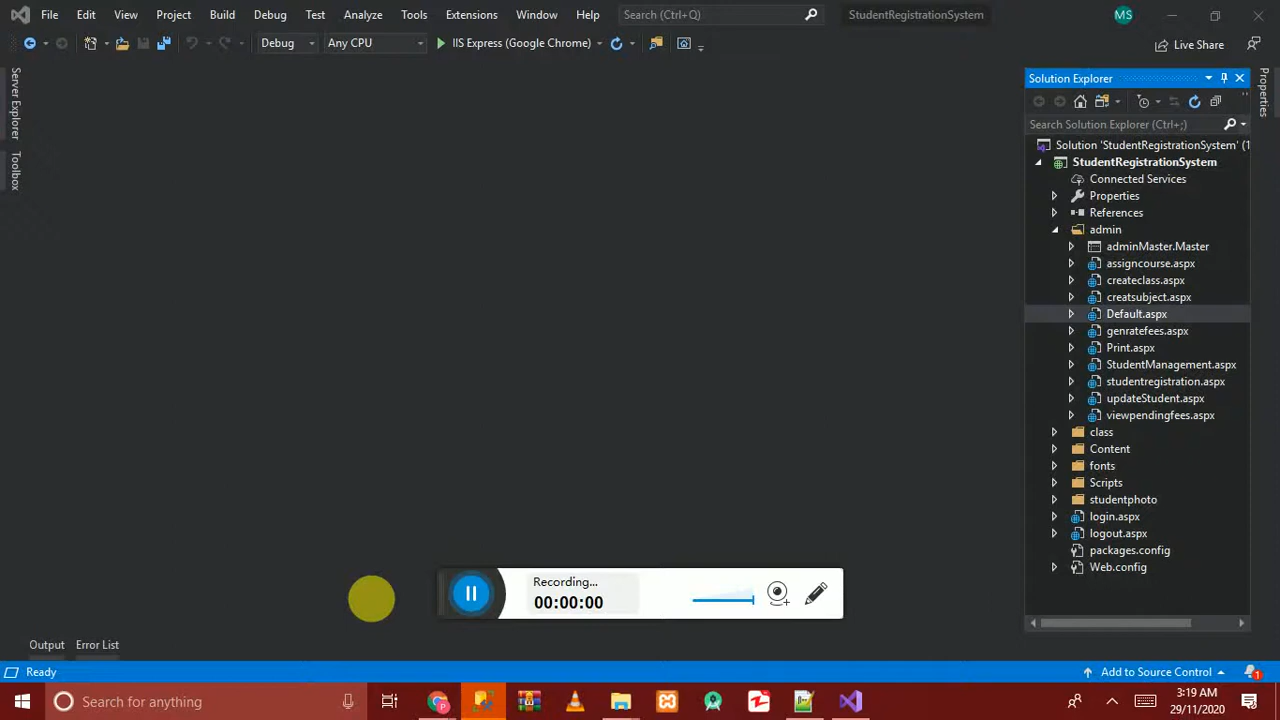 File Edit View Project Build Debug Test Analyze Tools Extensions Window Help Search (Ctrl+Q) StudentRegistrationSystem MS
Debug Any CPU IIS Express (Google Chrome) Live Share
Server Explorer
Toolbox
Properties
Solution Explorer
Search Solution Explorer (Ctrl+;)
Solution 'StudentRegistrationSystem' (1
StudentRegistrationSystem
Connected Services
Properties
References
admin
adminMaster.Master
assigncourse.aspx
createclass.aspx
creatsubject.aspx
Default.aspx
genratefees.aspx
Print.aspx
StudentManagement.aspx
studentregistration.aspx
updateStudent.aspx
viewpendingfees.aspx
class
Content
fonts
Scripts
studentphoto
login.aspx
logout.aspx
packages.config
Web.config
Recording...
00:00:00
Output Error List
Ready Add to Source Control 1
Search for anything 3:19 AM
29/11/2020